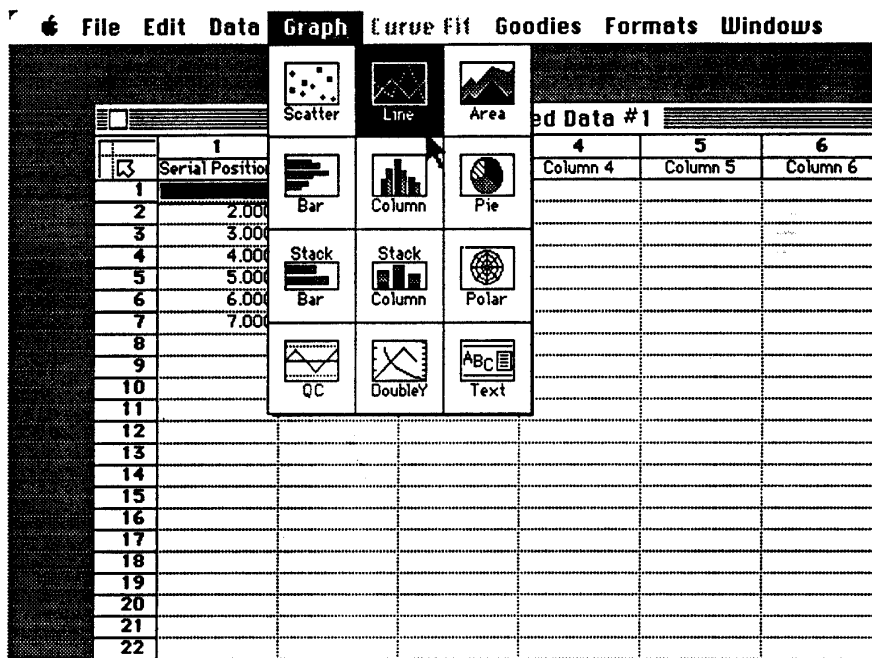 File Edit Data Graph Curve Fit Goodies Formats Windows
Scatter Line Area
ed Data #1
1 4 5 6
Serial Position Column 4 Column 5 Column 6
Bar Column Pie
1
2 2.000
3 3.000
4 4.000
Stack Stack
5 5.000
6 6.000
Bar Column Polar
7 7.000
8
9
ABC
QC DoubleY Text
10
11
12
13
14
15
16
17
18
19
20
21
22